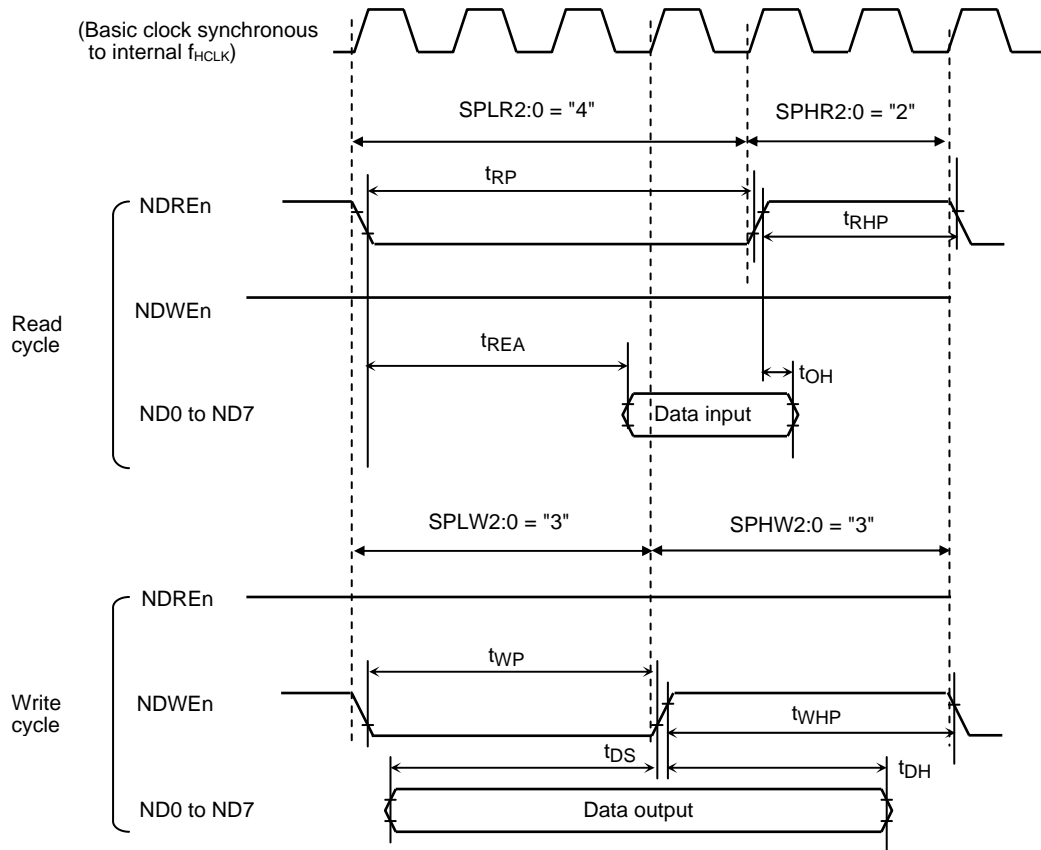 (Basic clock synchronous
to internal fHCLK)
SPLR2:0 = "4"
SPHR2:0 = "2"
tRP
NDREn
tRHP
NDWEn
Read
cycle
tREA
tOH
ND0 to ND7
Data input
SPLW2:0 = "3"
SPHW2:0 = "3"
NDREn
tWP
Write
cycle
NDWEn
tWHP
tDS
tDH
ND0 to ND7
Data output